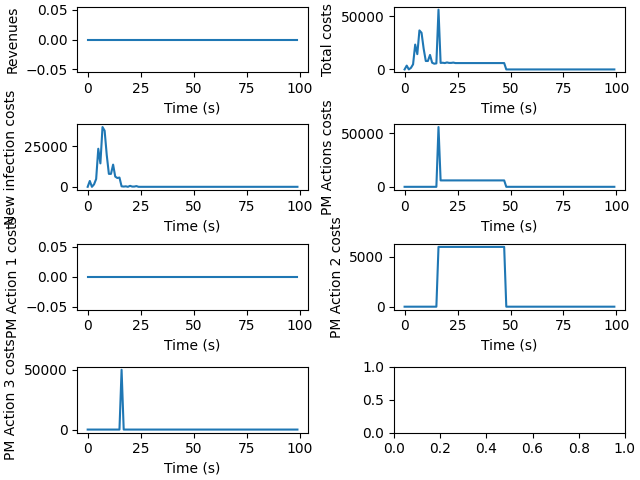 Revenues
0.05
0.00
−0.05
0 25 50 75 100
Time (s)
Total costs
50000
0
0 25 50 75 100
Time (s)
New infection costs
25000
0
0 25 50 75 100
Time (s)
PM Actions costs
50000
0
0 25 50 75 100
Time (s)
PM Action 1 costs
0.05
0.00
−0.05
0 25 50 75 100
Time (s)
PM Action 2 costs
5000
0
0 25 50 75 100
Time (s)
PM Action 3 costs
50000
0
0 25 50 75 100
Time (s)
1.0
0.5
0.0
0.0 0.2 0.4 0.6 0.8 1.0